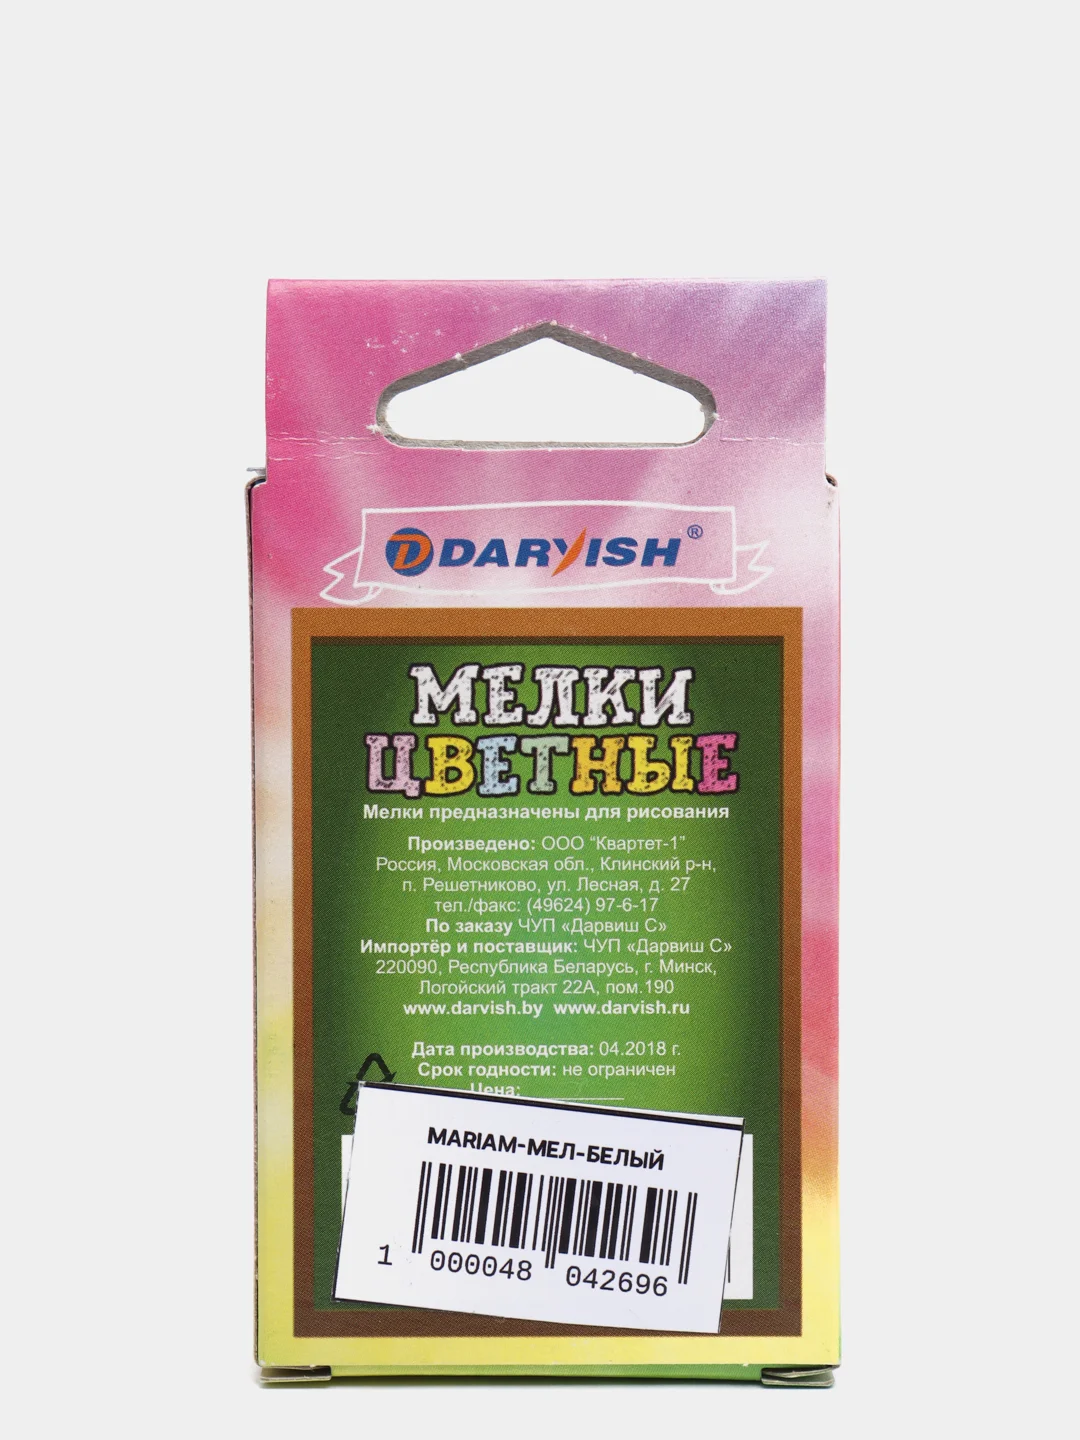 DARVISH®
МЕЛКИ
ЦВЕТНЫЕ
Мелки предназначены для рисования
Произведено: ООО “Квартет-1”
Россия, Московская обл., Клинский р-н,
п. Решетниково, ул. Лесная, д. 27
тел./факс: (49624) 97-6-17
По заказу ЧУП «Дарвиш С»
Импортёр и поставщик: ЧУП «Дарвиш С»
220090, Республика Беларусь, г. Минск,
Логойский тракт 22А, пом.190
www.darvish.by www.darvish.ru
Дата производства: 04.2018 г.
Срок годности: не ограничен
Цена:
MARIAM-МЕЛ-БЕЛЫЙ
1 000048 042696